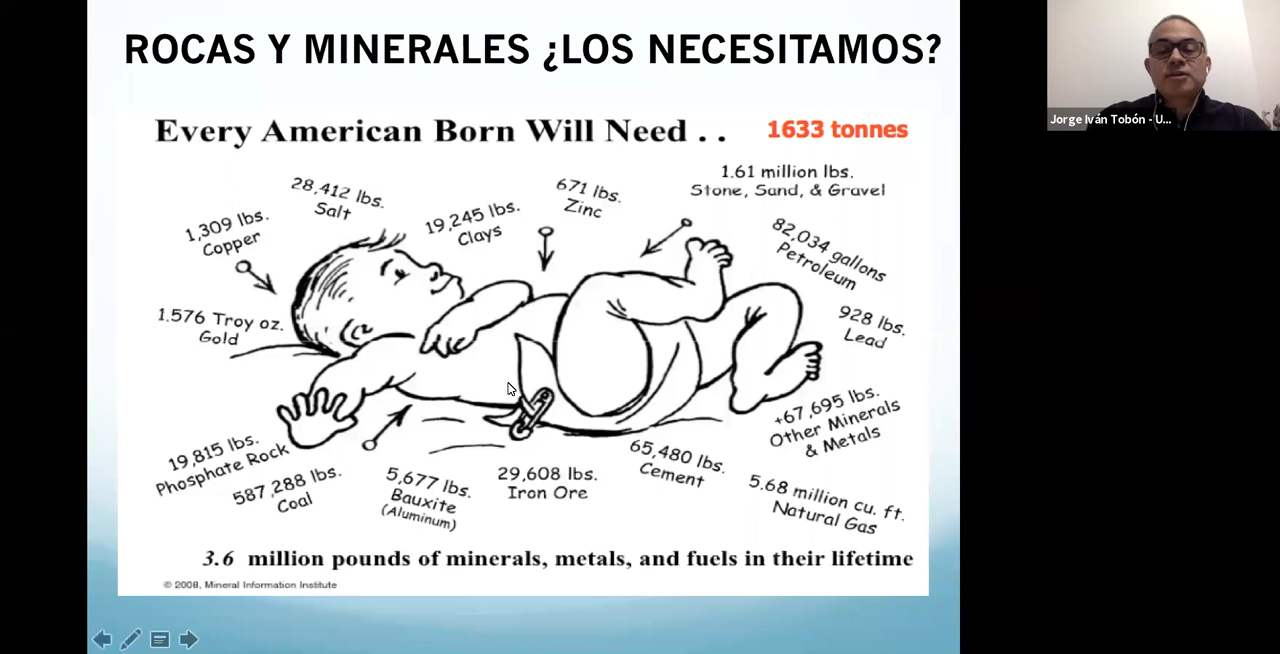 ROCAS Y MINERALES ¿LOS NECESITAMOS?
Every American Born Will Need . .
1633 tonnes
1,309 lbs.
Copper
28,412 lbs.
Salt
19,245 lbs.
Clays
671 lbs.
Zinc
1.61 million lbs.
Stone, Sand, & Gravel
82,034 gallons
Petroleum
1.576 Troy oz.
Gold
928 lbs.
Lead
+67,695 lbs.
Other Minerals
& Metals
19,815 lbs.
Phosphate Rock
587,288 lbs.
Coal
5,677 lbs.
Bauxite
(Aluminum)
29,608 lbs.
Iron Ore
65,480 lbs.
Cement
5.68 million cu. ft.
Natural Gas
3.6 million pounds of minerals, metals, and fuels in their lifetime
© 2008, Mineral Information Institute
Jorge Iván Tobón - U...